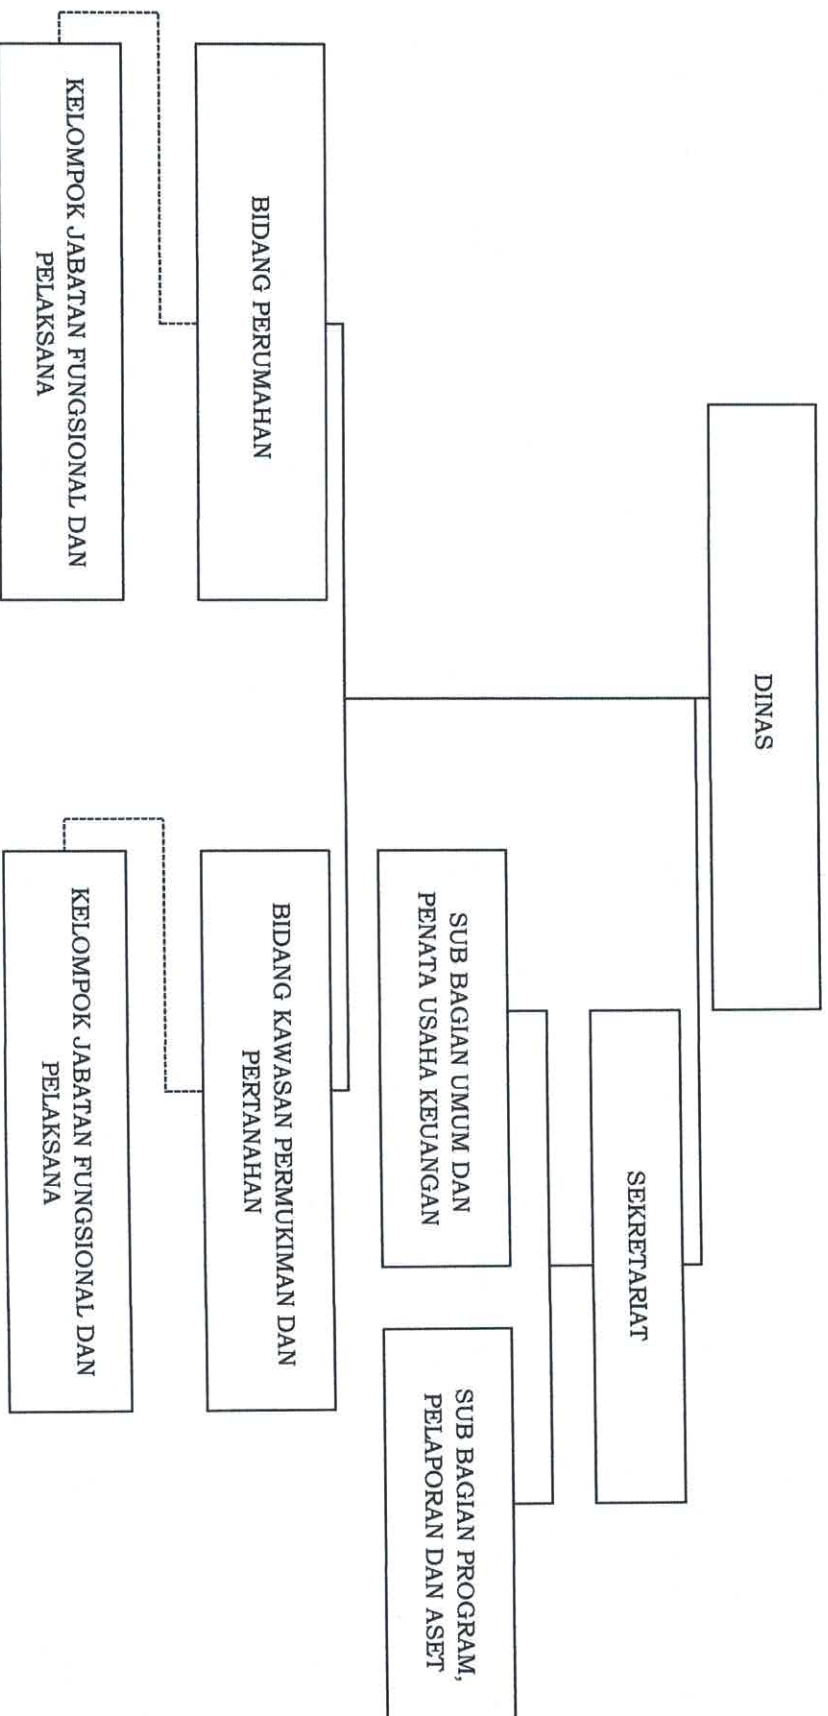 DINAS
SEKRETARIAT
SUB BAGIAN UMUM DAN
PENATA USAHA KEUANGAN
SUB BAGIAN PROGRAM,
PELAPORAN DAN ASET
BIDANG PERUMAHAN
BIDANG KAWASAN PERMUKIMAN DAN
PERTANAHAN
KELOMPOK JABATAN FUNGSIONAL DAN
PELAKSANA
KELOMPOK JABATAN FUNGSIONAL DAN
PELAKSANA